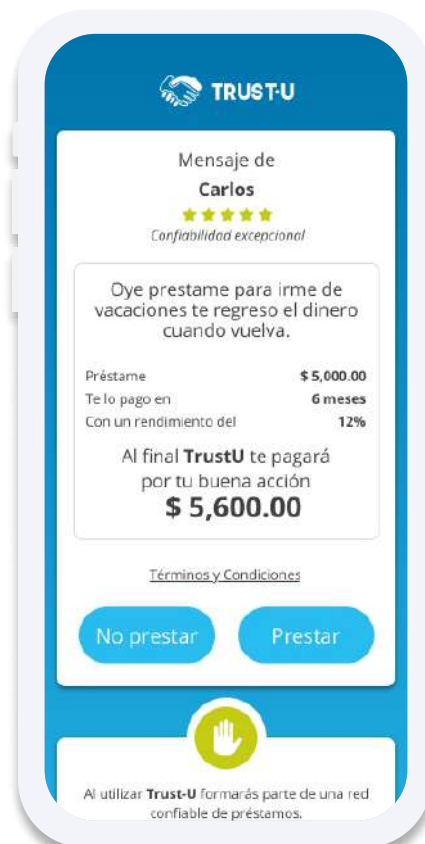 TRUST-U
Mensaje de
Carlos
Confiabilidad excepcional
Oye prestame para irme de
vacaciones te regreso el dinero
cuando vuelva.
Préstame $ 5,000.00
Te lo pago en 6 meses
Con un rendimiento del 12%
Al final TrustU te pagará
por tu buena acción
$ 5,600.00
Términos y Condiciones
No prestar Prestar
Al utilizar Trust-U formarás parte de una red
confiable de préstamos.